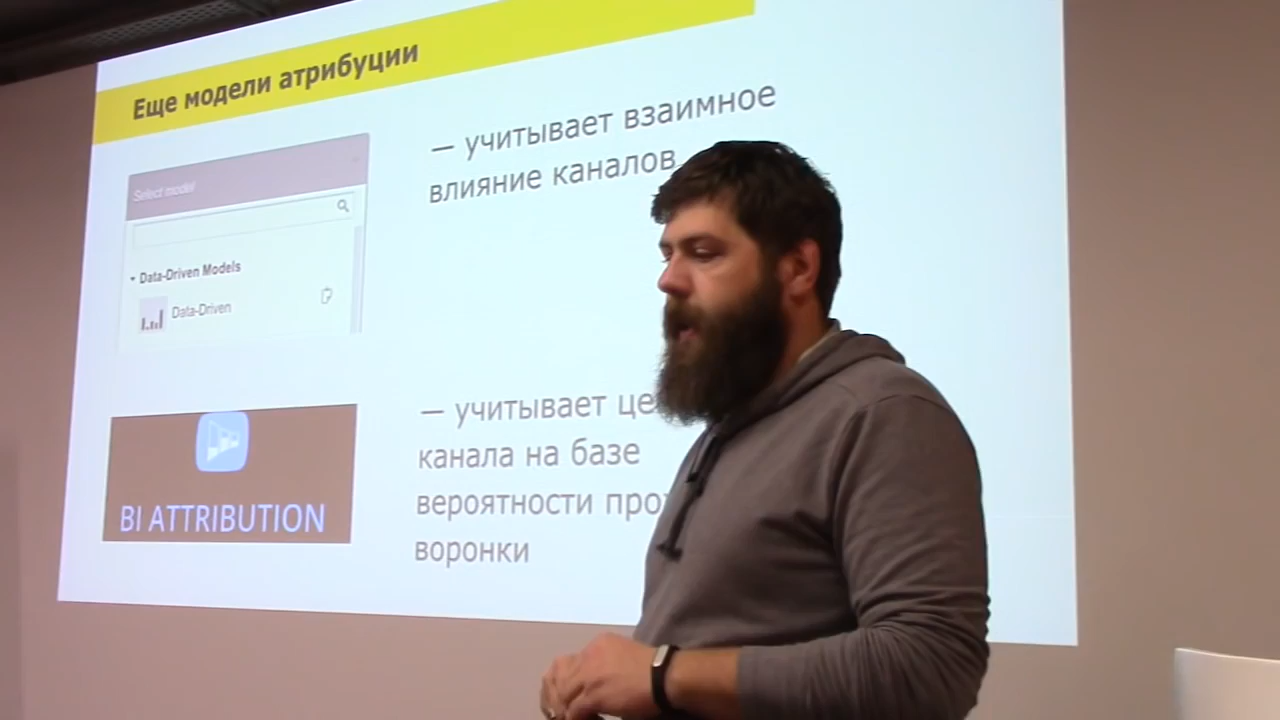 Еще модели атрибуции
— учитывает взаимное
влияние каналов
Select model
Data-Driven Models
Data-Driven
— учитывает
канала на базе
вероятности
воронки
BI ATTRIBUTION